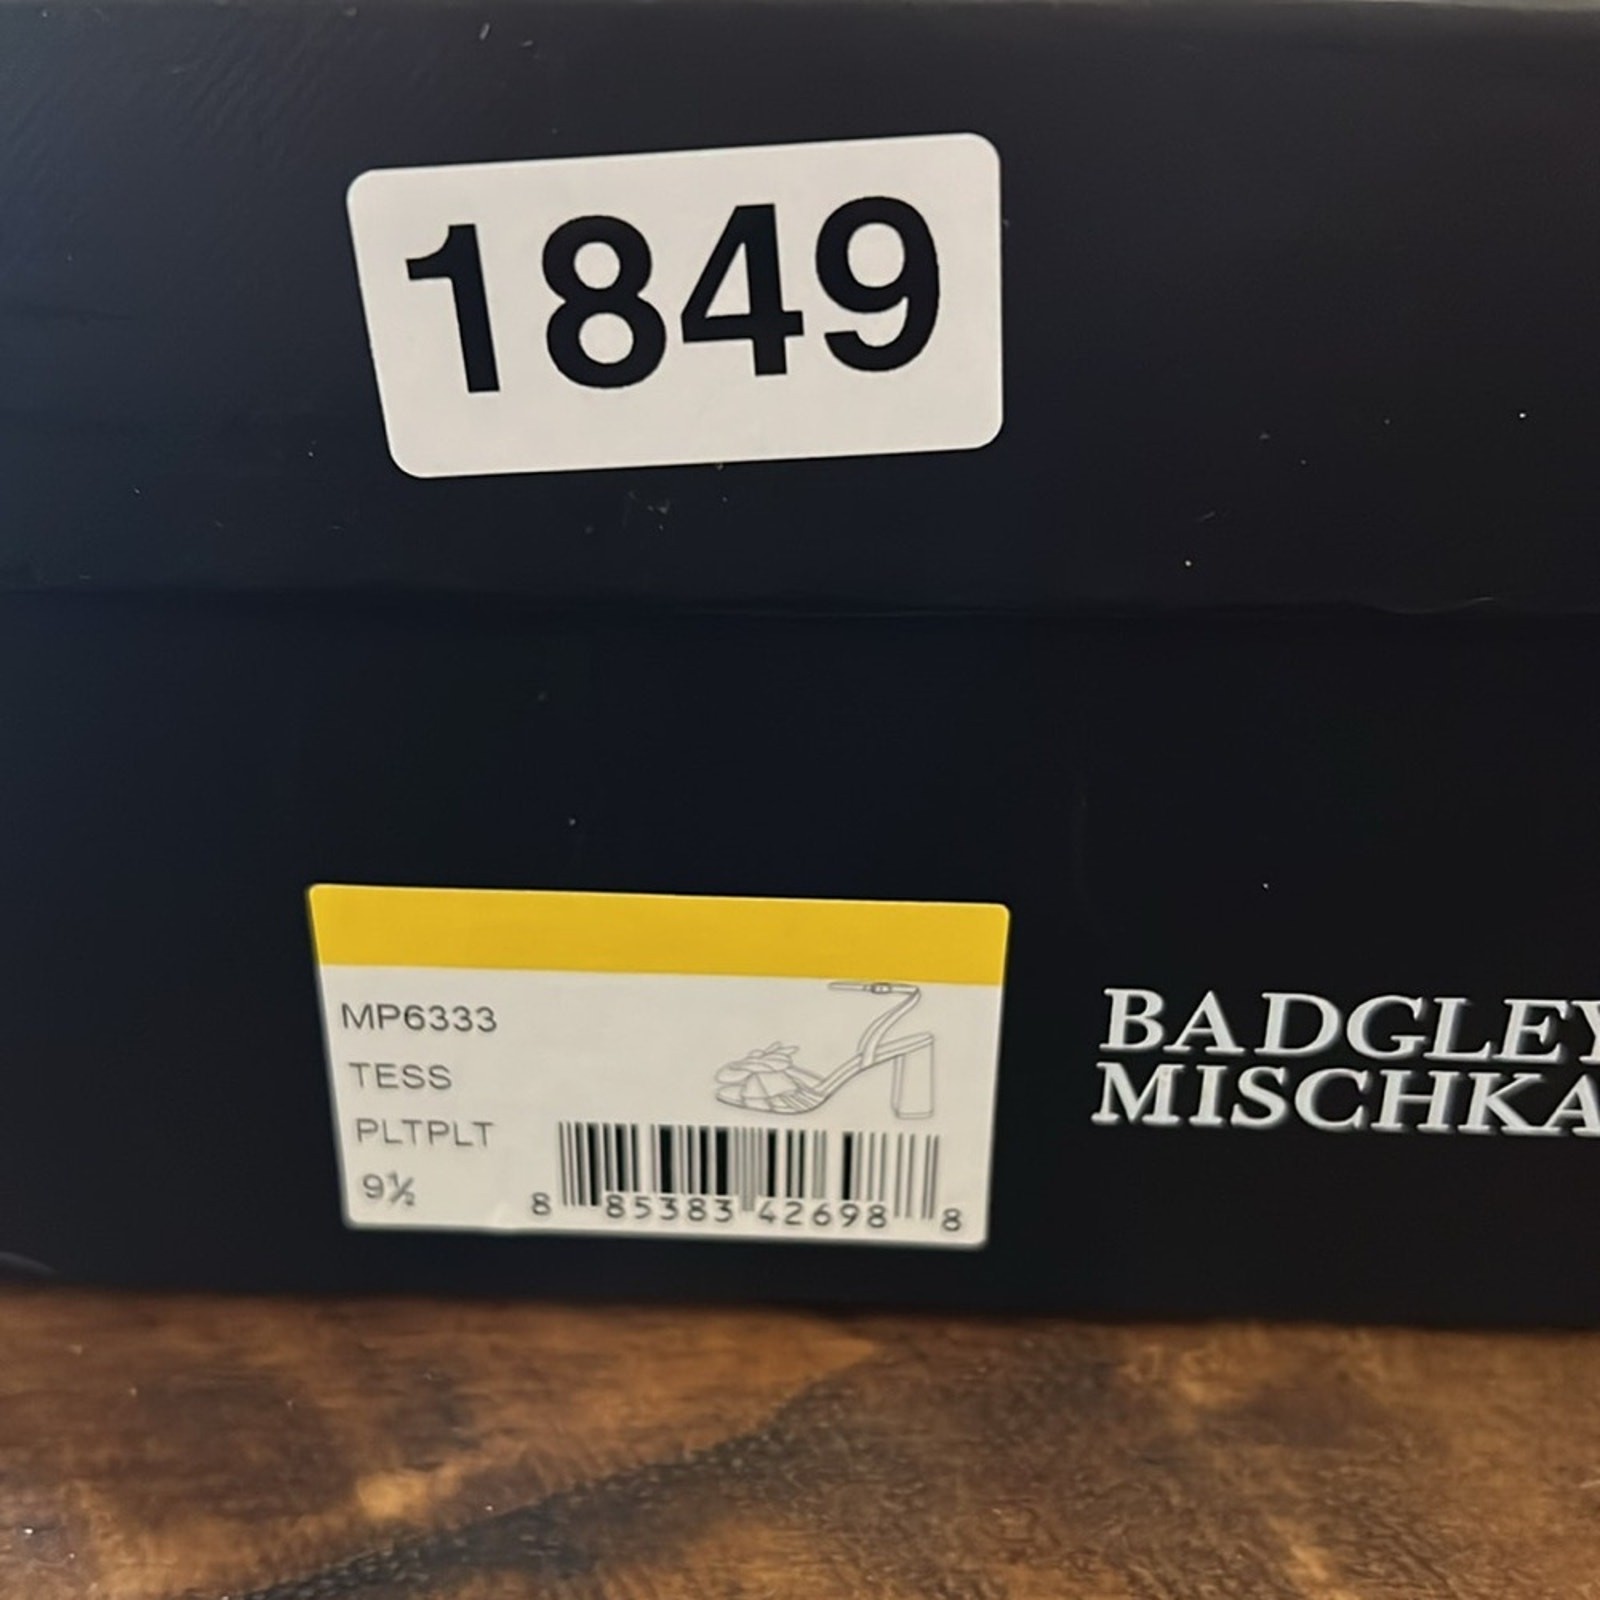 1849
MP6333
TESS
PLTPLT
9½
8 85383 42698 8
BADGLEY
MISCHKA